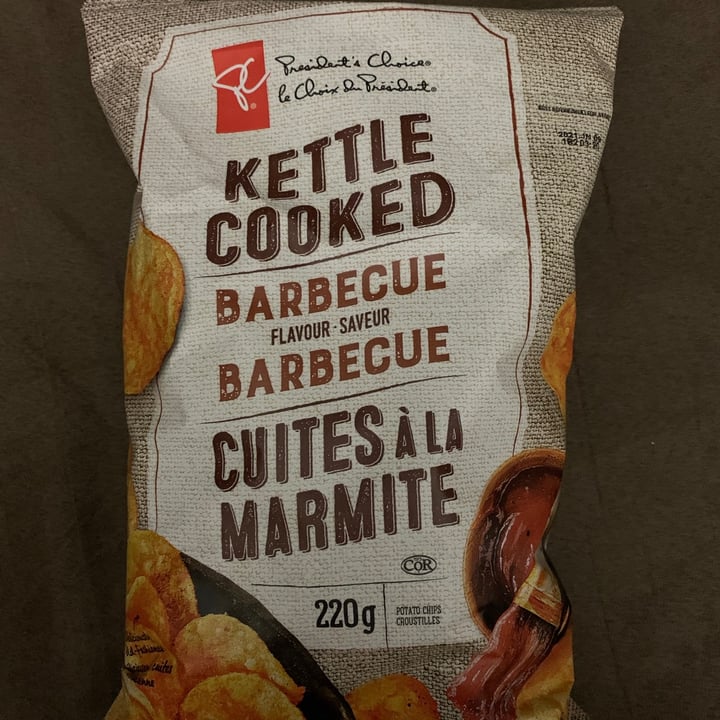 PC®
President's Choice®
le Choix du Président®
KETTLE
COOKED
BARBECUE
FLAVOUR - SAVEUR
BARBECUE
CUITES À LA
MARMITE
COR
220g
POTATO CHIPS
CROUSTILLES